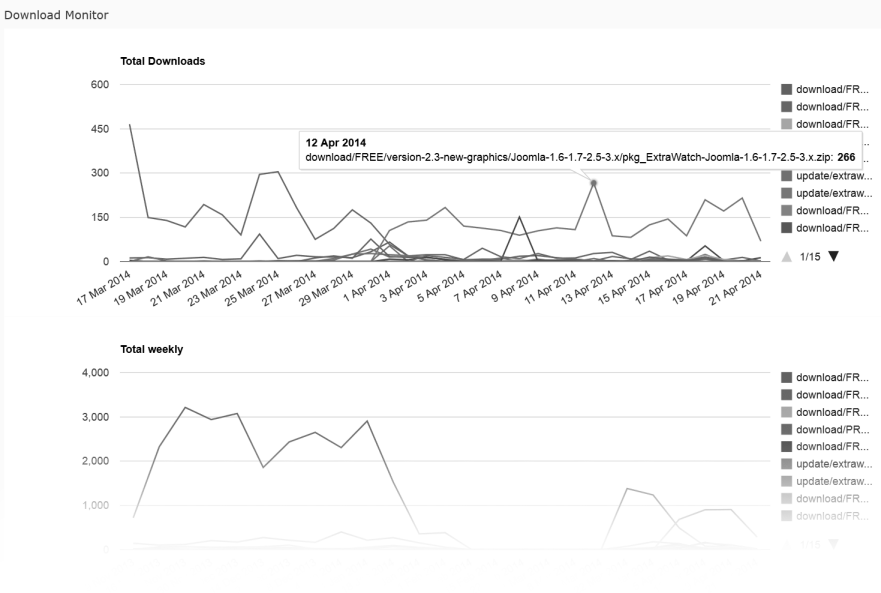 Download Monitor
Total Downloads
600
450
300
150
0
12 Apr 2014
download/FREE/version-2.3-new-graphics/Joomla-1.6-1.7-2.5-3.x/pkg_ExtraWatch-Joomla-1.6-1.7-2.5-3.x.zip: 266
download/FR...
download/FR...
download/FR...
update/extraw...
update/extraw...
download/FR...
download/FR...
1/15
17 Mar 2014
19 Mar 2014
21 Mar 2014
23 Mar 2014
25 Mar 2014
27 Mar 2014
29 Mar 2014
1 Apr 2014
3 Apr 2014
5 Apr 2014
7 Apr 2014
9 Apr 2014
11 Apr 2014
13 Apr 2014
15 Apr 2014
17 Apr 2014
19 Apr 2014
21 Apr 2014
Total weekly
4,000
3,000
2,000
1,000
0
download/FR...
download/FR...
download/FR...
download/PR...
download/FR...
update/extraw...
update/extraw...
download/FR...
download/FR...
1/15